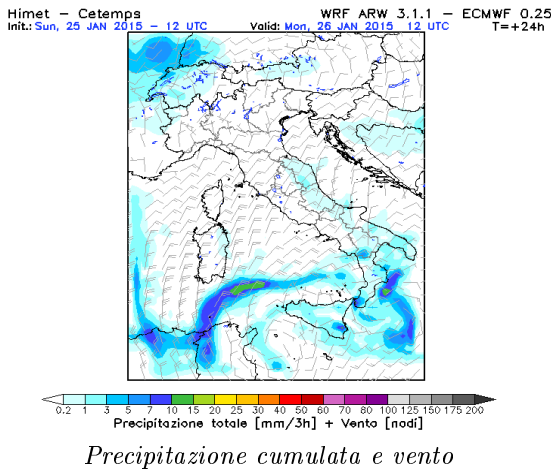 Himet – Cetemps WRF ARW 3.1.1 – ECMWF 0.25
Init.: Sun, 25 JAN 2015 – 12 UTC Valid: Mon, 26 JAN 2015 12 UTC T=+24h
0.2 1 3 5 7 10 15 20 25 30 40 50 60 70 80 100 125 150 175 200
Precipitazione totale [mm/3h] + Vento [nodi]
Precipitazione cumulata e vento